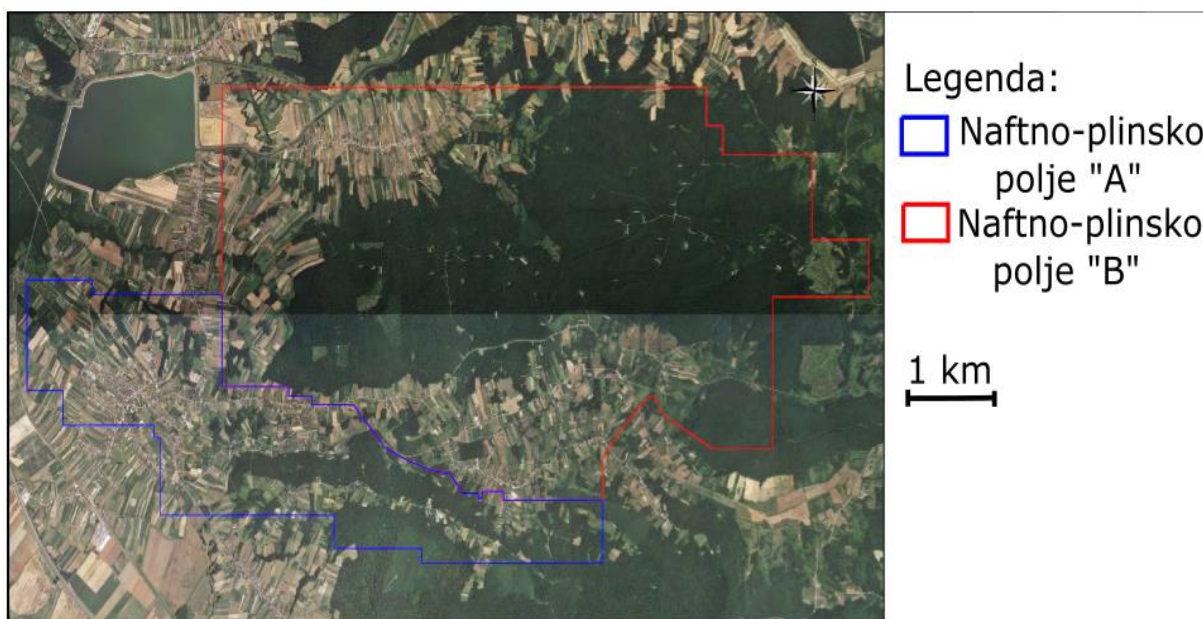 Legenda:
Naftno-plinsko
polje "A"
Naftno-plinsko
polje "B"
1 km